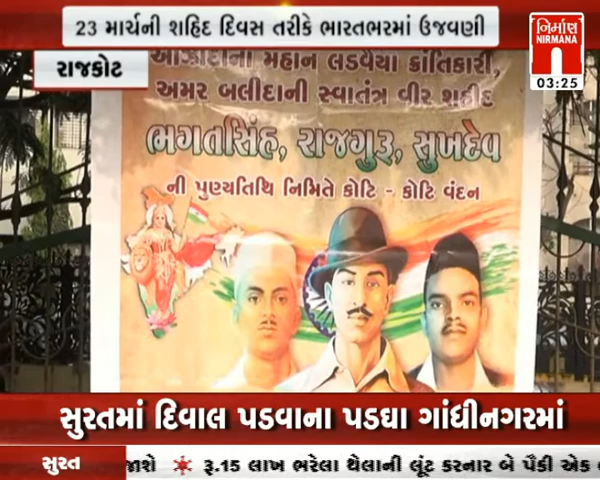 23 માર્ચની શહિદ દિવસ તરીકે ભારતભરમાં ઉજવણી
નિર્માણ
NIRMANA
03:25
રાજકોટ
આઝાદીના મહાન લડવૈયા ક્રાંતિકારી,
અમર બલીદાની સ્વાતંત્ર વીર શહીદ
ભગતસિંહ, રાજગુરુ, સુખદેવ
ની પુણ્યતિથિ નિમિતે કોટિ - કોટિ વંદન
સુરતમાં દિવાલ પડવાના પડઘા ગાંધીનગરમાં
સુરત
જાશે ✱ રૂ.15 લાખ ભરેલા થેલાની લૂંટ કરનાર બે પૈકી એક